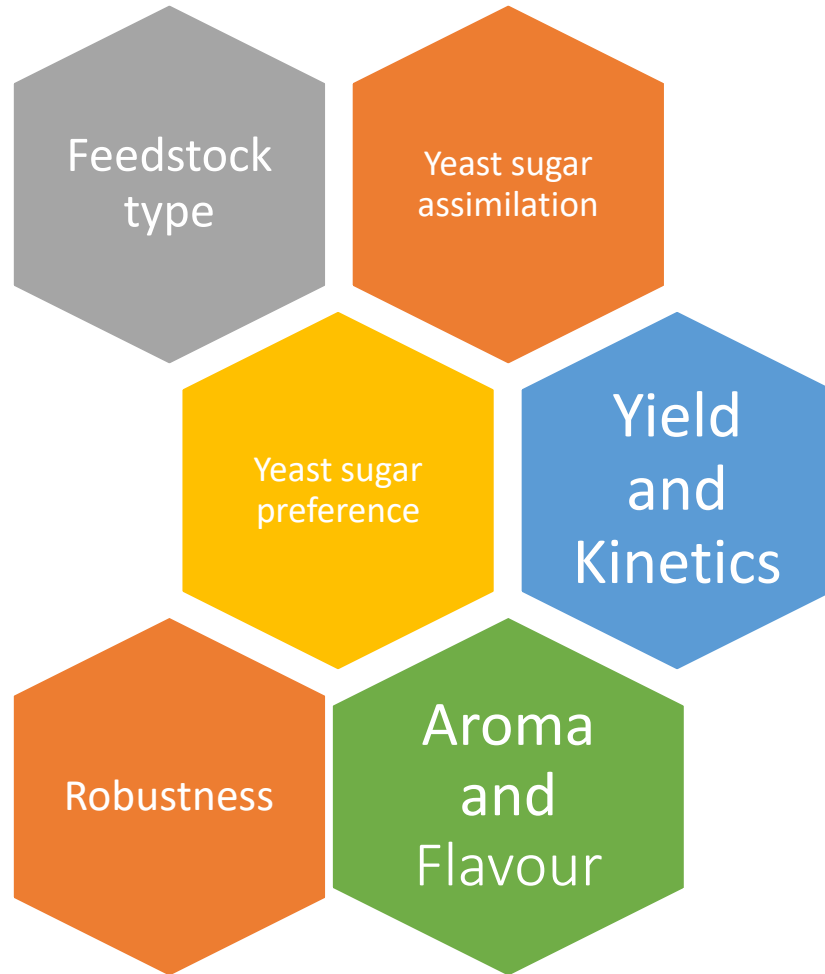 Feedstock
type
Yeast sugar
assimilation
Yeast sugar
preference
Yield
and
Kinetics
Robustness
Aroma
and
Flavour